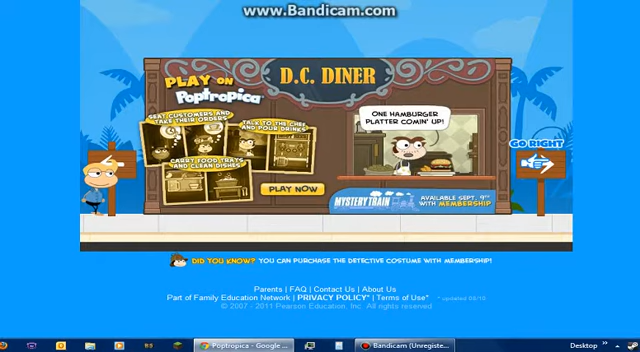 www.Bandicam.com
PLAY ON
Poptropica
D.C. DINER
SEAT CUSTOMERS AND
TAKE THEIR ORDERS
TALK TO THE CHEF
AND POUR DRINKS
CARRY FOOD TRAYS
AND CLEAN DISHES
PLAY NOW
ONE HAMBURGER
PLATTER COMIN' UP!
GO RIGHT
MYSTERY TRAIN
AVAILABLE SEPT. 9TH
WITH MEMBERSHIP
DID YOU KNOW? YOU CAN PURCHASE THE DETECTIVE COSTUME WITH MEMBERSHIP!
Parents | FAQ | Contact Us | About Us
Part of Family Education Network | PRIVACY POLICY* | Terms of Use*
© 2007 - 2011 Pearson Education, Inc. All rights reserved
Poptropica - Google ...
Bandicam (Unregiste...
Desktop